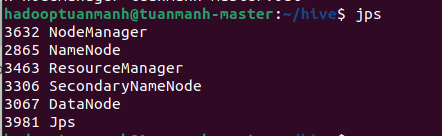 hadooptuanmanh@tuanmanh-master:~/hive$ jps
3632 NodeManager
2865 NameNode
3463 ResourceManager
3306 SecondaryNameNode
3067 DataNode
3981 Jps